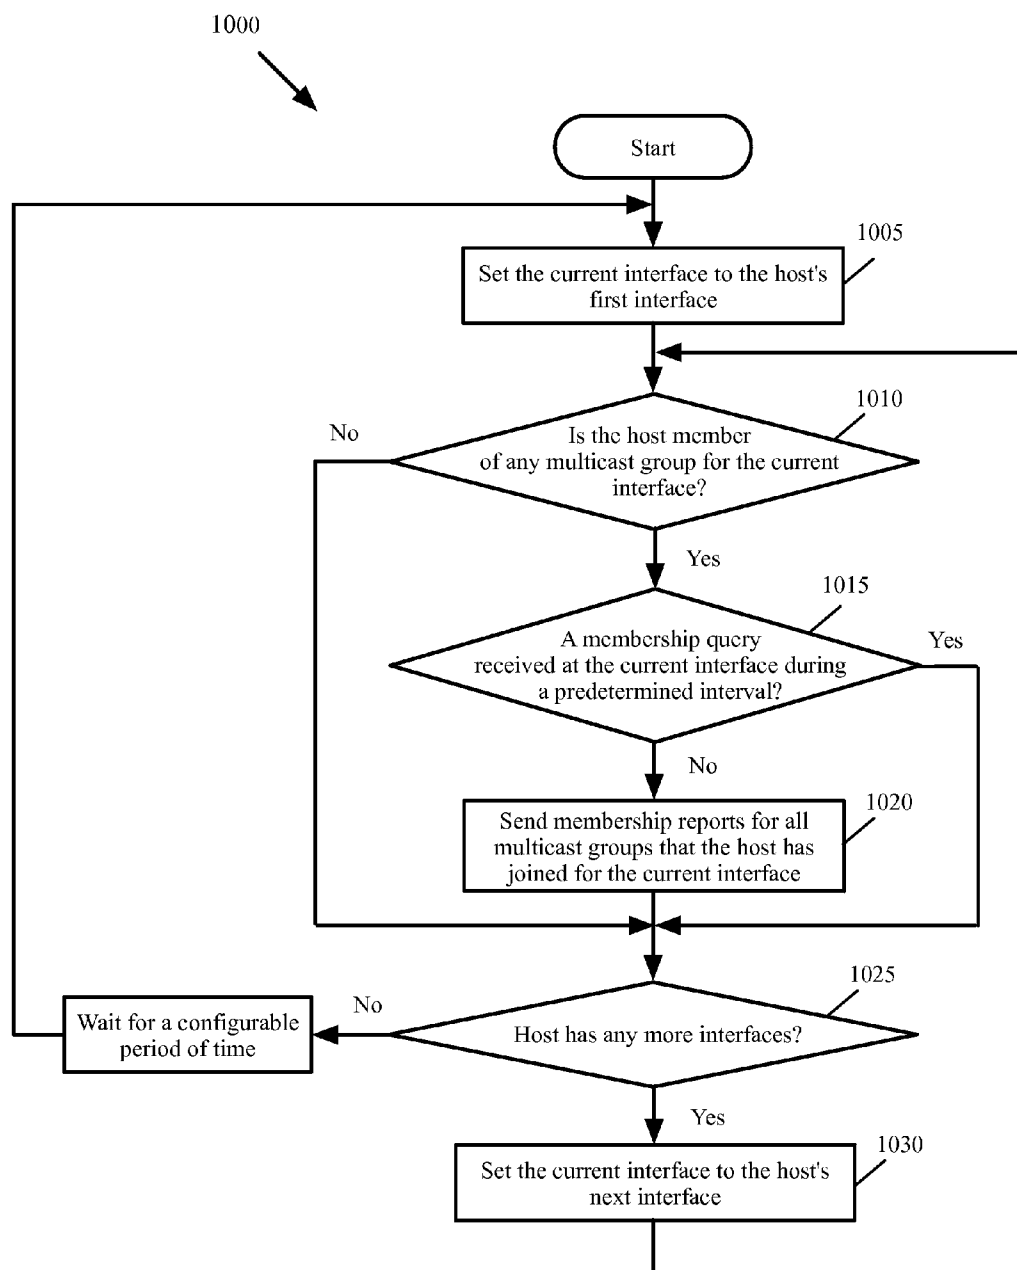 1000
Start
1005
Set the current interface to the host's
first interface
1010
No
Is the host member
of any multicast group for the current
interface?
Yes
1015
A membership query
received at the current interface during
a predetermined interval?
Yes
No
1020
Send membership reports for all
multicast groups that the host has
joined for the current interface
1025
No
Host has any more interfaces?
Wait for a configurable
period of time
Yes
1030
Set the current interface to the host's
next interface